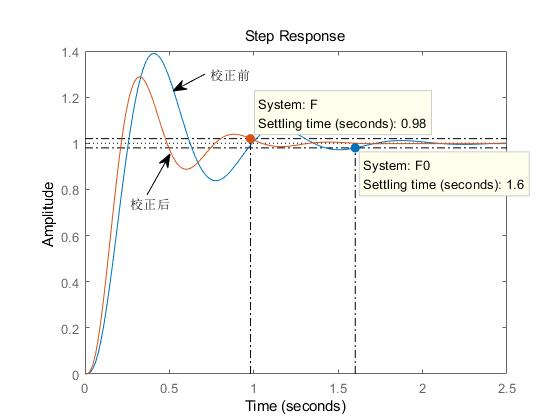 Step Response
1.4
校正前
1.2
System: F
Settling time (seconds): 0.98
1
System: F0
Settling time (seconds): 1.6
0.8
校正后
0.6
0.4
0.2
0
Amplitude
0
0.5
1
1.5
2
2.5
Time (seconds)